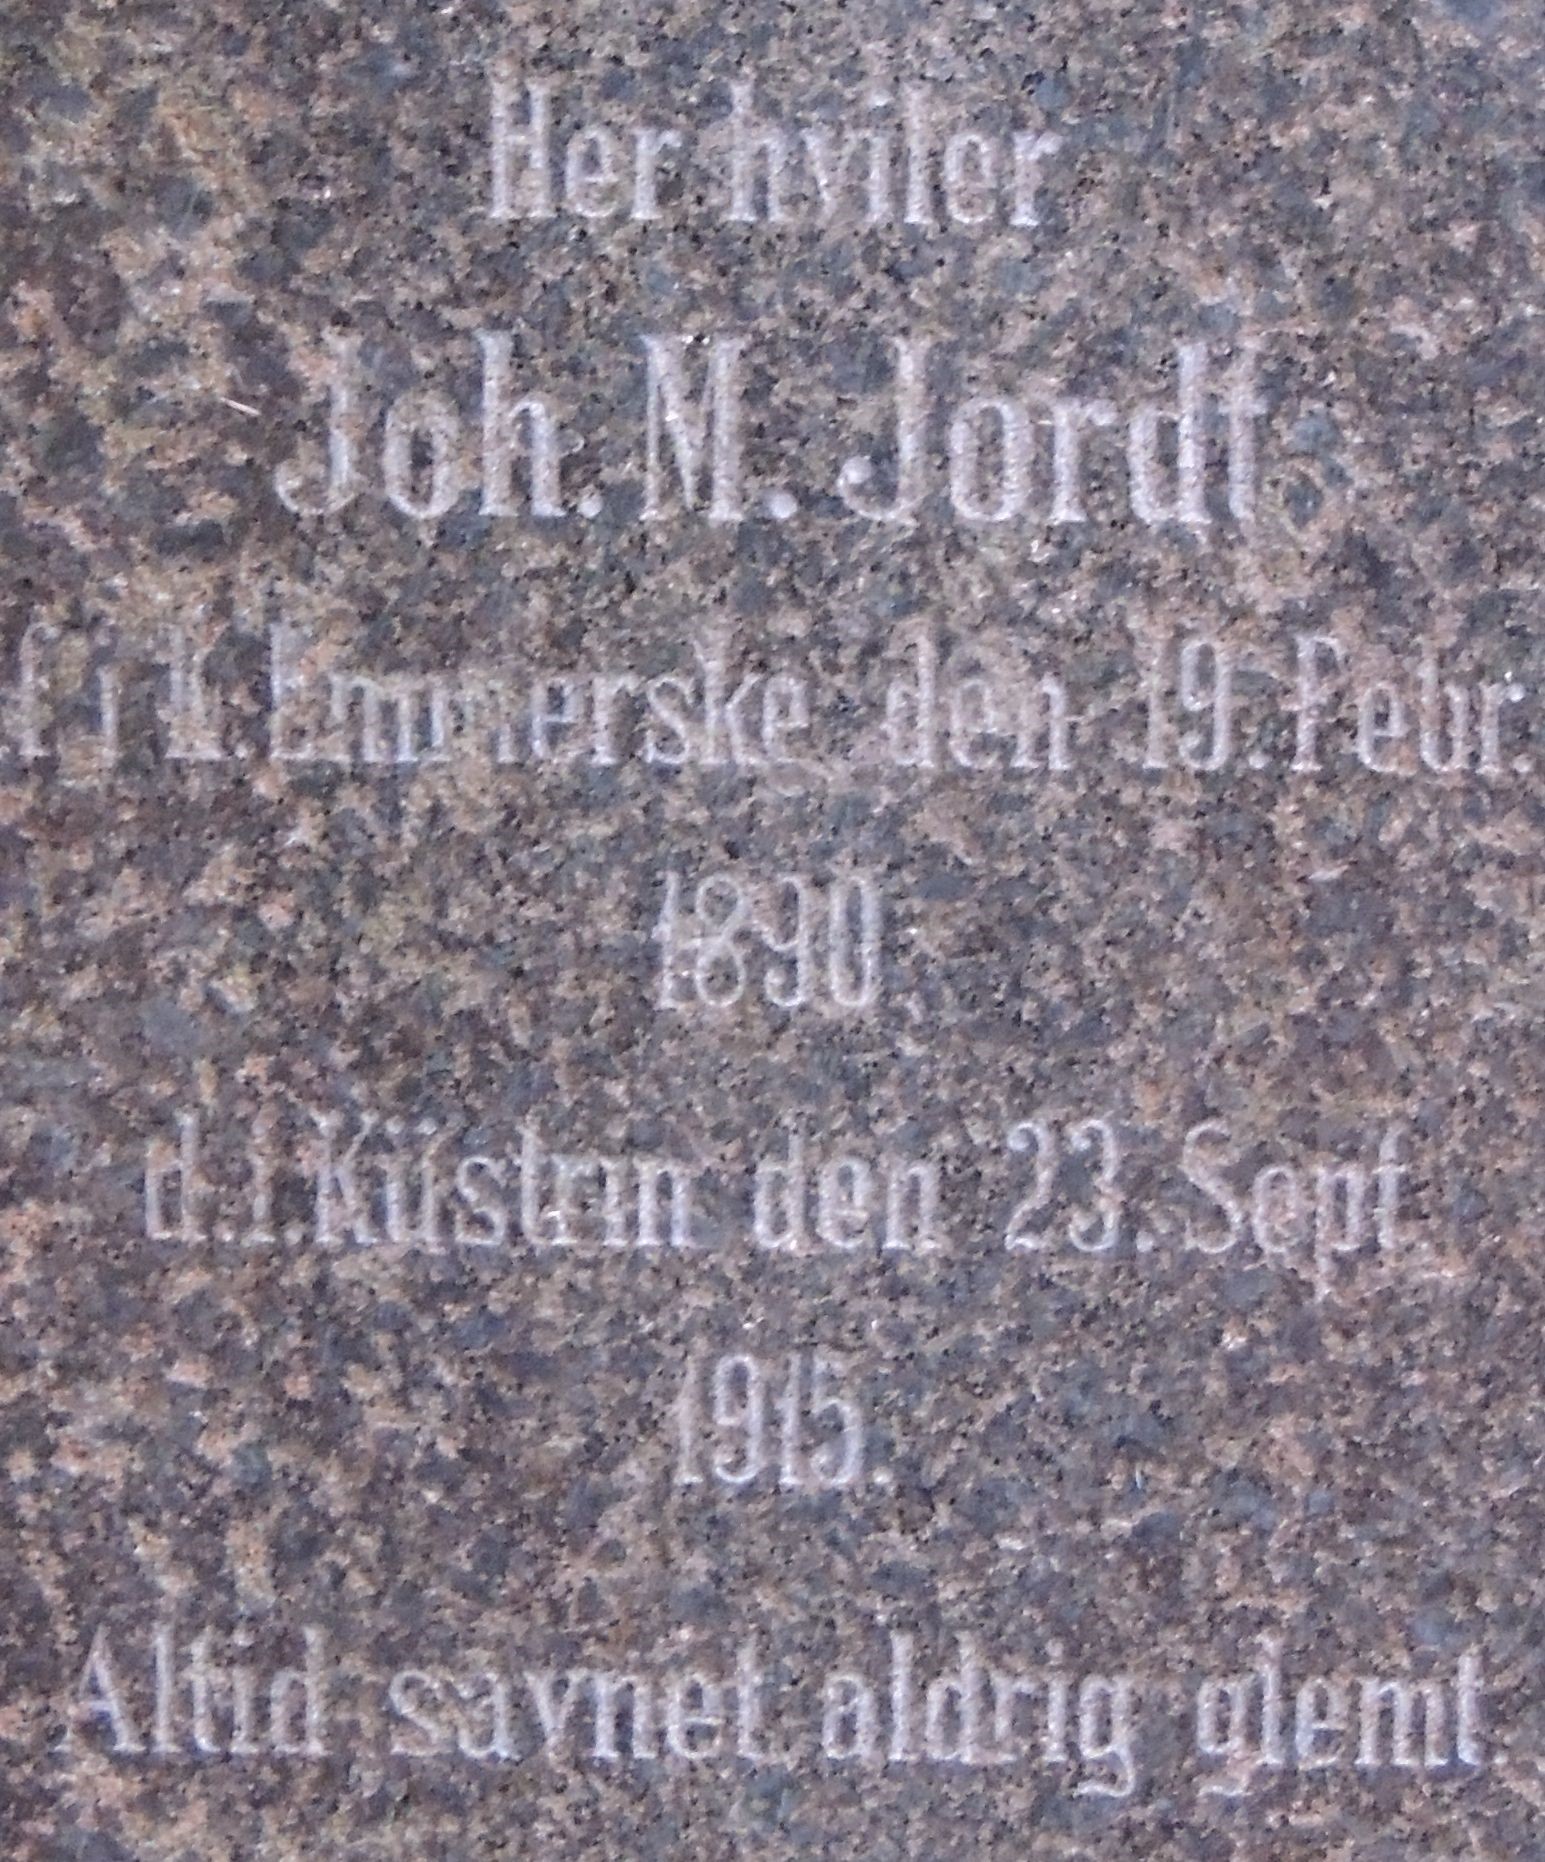 Her hviler
Joh. M. Jordt
f. i K. Emmerske den 19. Febr.
1890
d. i. Küstrin den 23. Sept
1915.
Altid savnet aldrig glemt.